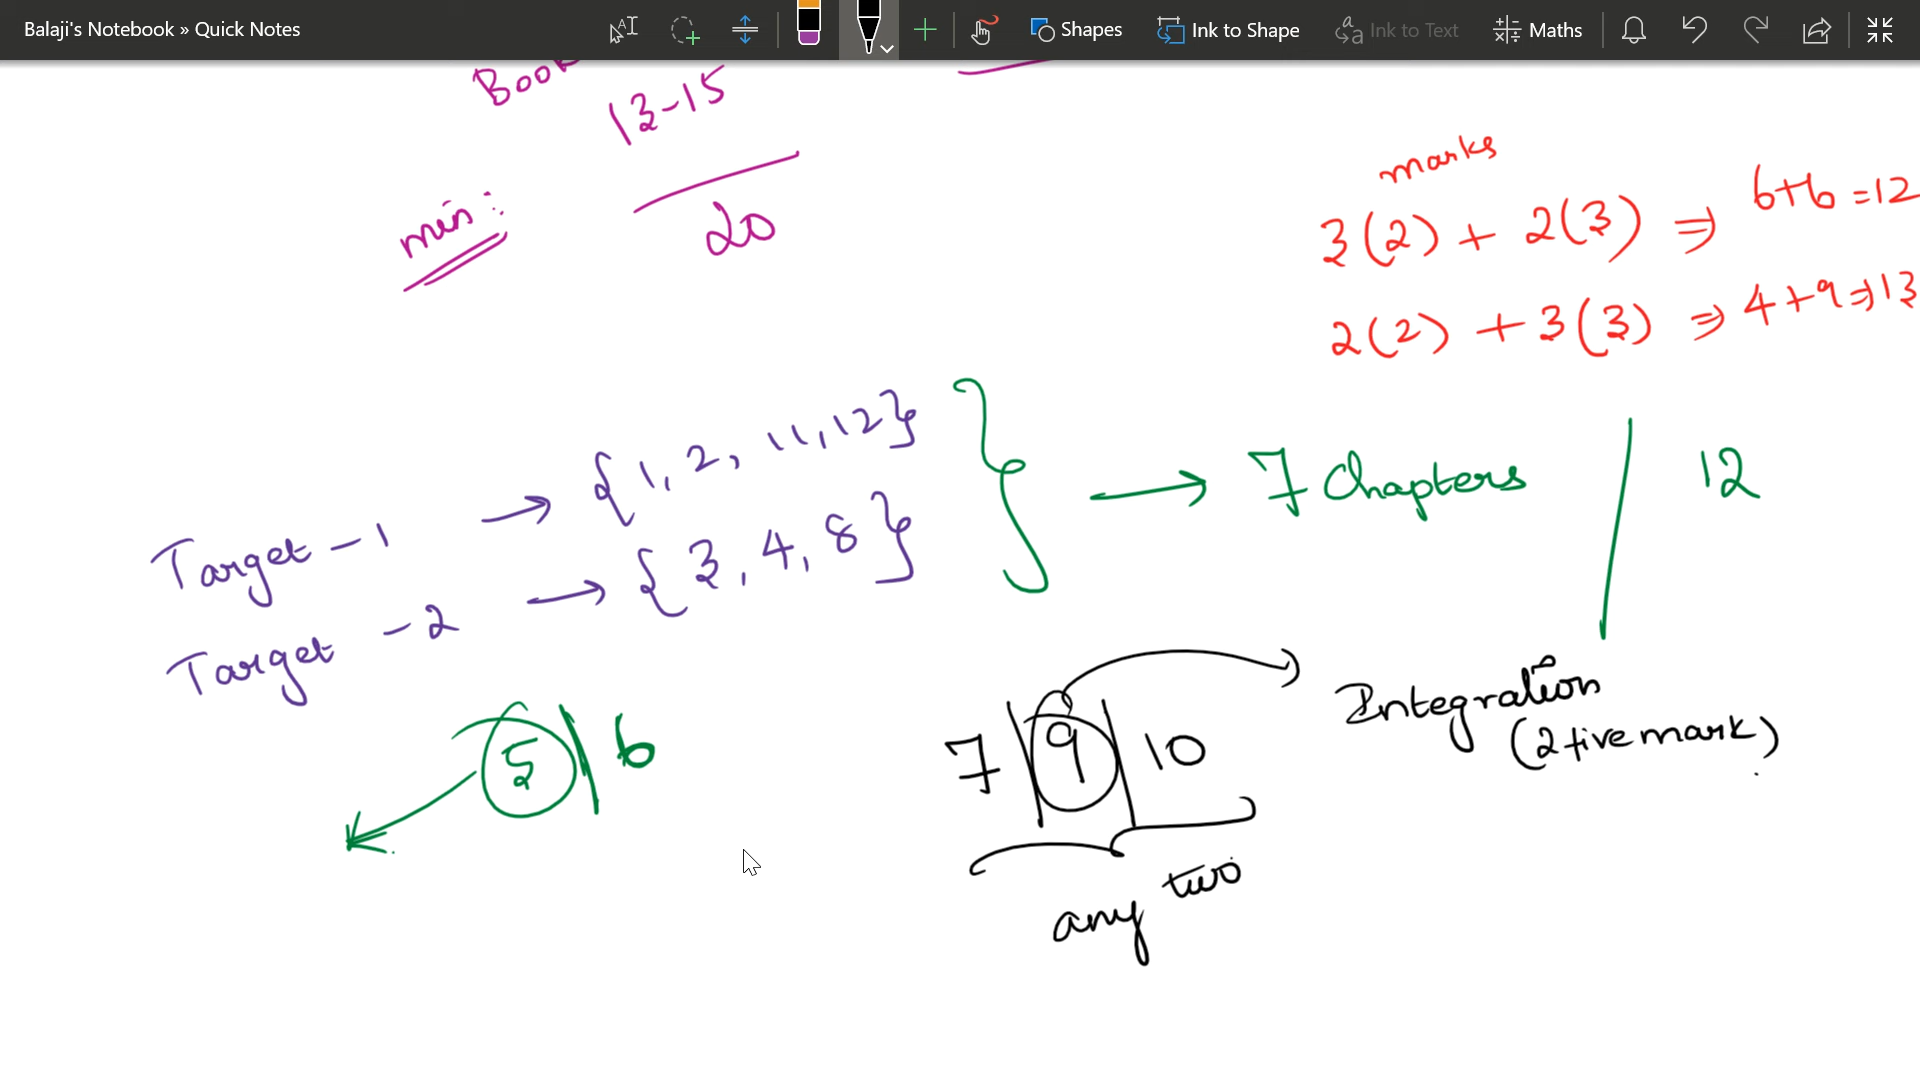 Balaji's Notebook » Quick Notes
Shapes
Ink to Shape
Ink to Text
Maths
Book
13-15
20
min:
marks
3(2) + 2(3) ⇒ 6+6 = 12
2(2) + 3(3) ⇒ 4+9 ⇒ 13
Target - 1 → {1, 2, 11, 12}
Target - 2 → {3, 4, 8}
→ 7 Chapters | 12
5 | 6
7 | 9 | 10
Integration
(2 five mark)
any two